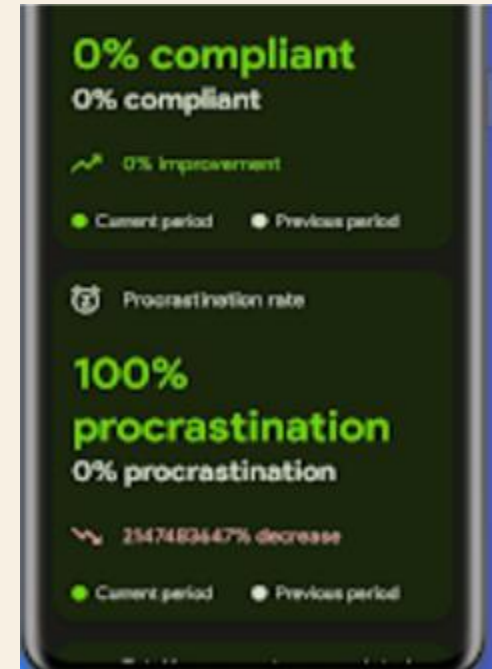 0% compliant
0% compliant
0% Improvement
Current period Previous period
Procrastination rate
100%
procrastination
0% procrastination
2147483647% decrease
Current period Previous period